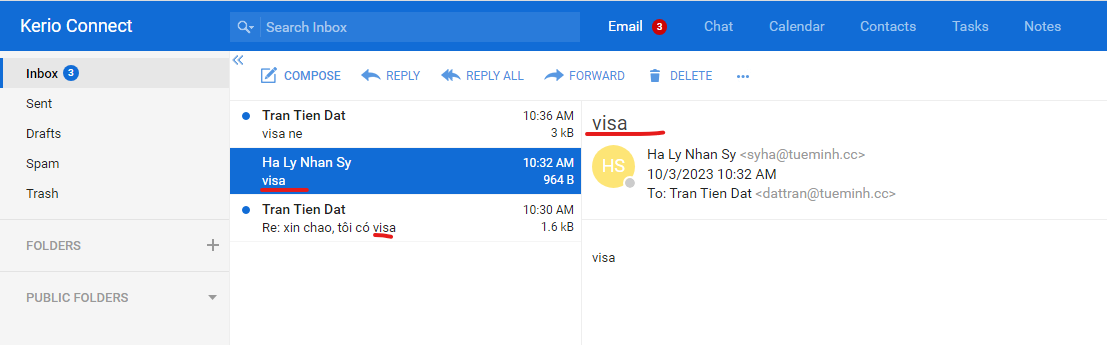 Kerio Connect
Search Inbox
Email 3 Chat Calendar Contacts Tasks Notes
Inbox 3
Sent
Drafts
Spam
Trash
FOLDERS
PUBLIC FOLDERS
COMPOSE REPLY REPLY ALL FORWARD DELETE
Tran Tien Dat 10:36 AM
visa ne 3 kB
Ha Ly Nhan Sy 10:32 AM
visa 964 B
Tran Tien Dat 10:30 AM
Re: xin chao, tôi có visa 1.6 kB
visa
HS
Ha Ly Nhan Sy <syha@tueminh.cc>
10/3/2023 10:32 AM
To: Tran Tien Dat <dattran@tueminh.cc>
visa